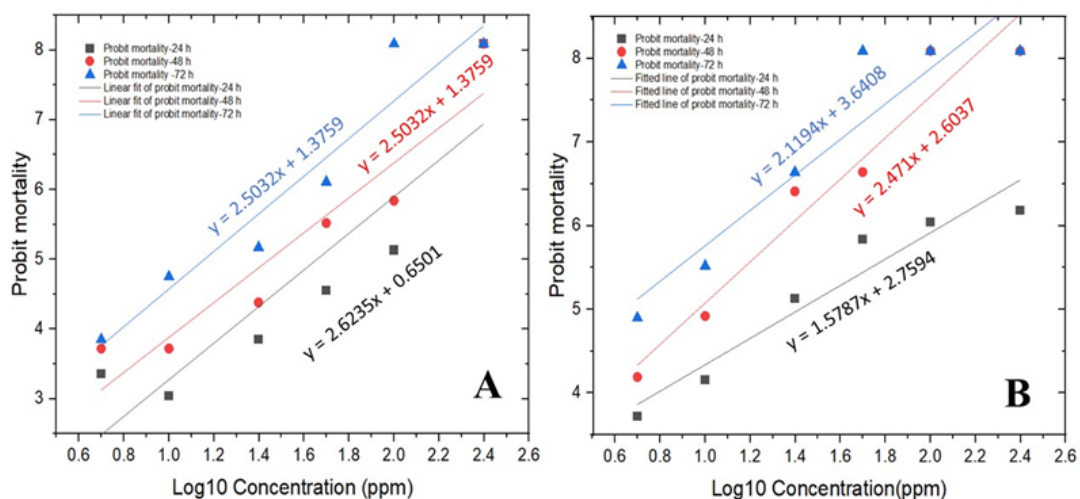 Probit mortality-24 h
Probit mortality-48 h
Probit mortality -72 h
Linear fit of probit mortality-24 h
Linear fit of probit mortality-48 h
Linear fit of probit mortality-72 h
y = 2.5032x + 1.3759
y = 2.5032x + 1.3759
y = 2.6235x + 0.6501
A
Probit mortality
8
7
6
5
4
3
0.6 0.8 1.0 1.2 1.4 1.6 1.8 2.0 2.2 2.4 2.6
Log10 Concentration (ppm)
Probit mortality-24 h
Probit mortality-48 h
Probit mortality-72 h
Fitted line of probit mortality-24 h
Fitted line of probit mortality-48 h
Fitted line of probit mortality-72 h
y = 2.1194x + 3.6408
y = 2.471x + 2.6037
y = 1.5787x + 2.7594
B
Probit mortality
8
7
6
5
4
0.6 0.8 1.0 1.2 1.4 1.6 1.8 2.0 2.2 2.4 2.6
Log10 Concentration(ppm)